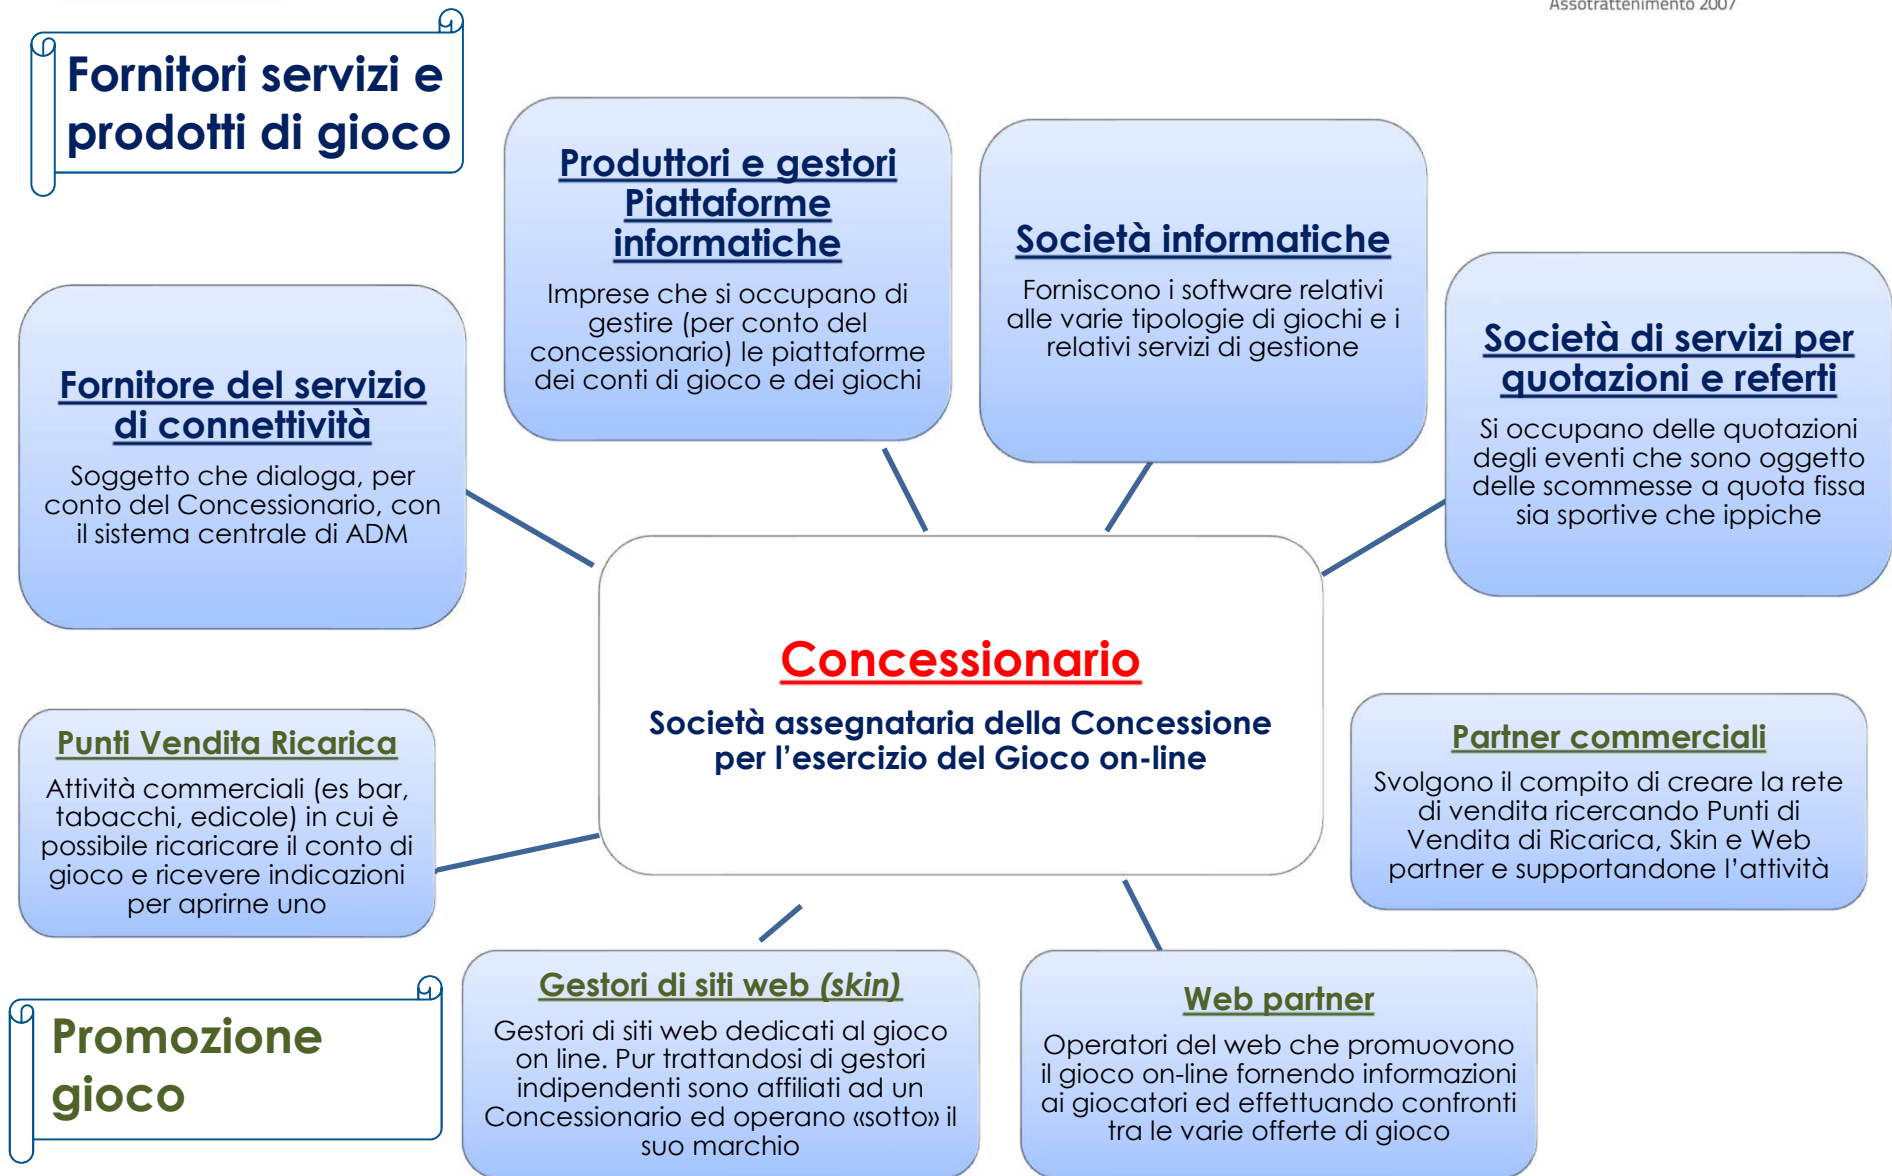 Assotrattenimento 2007
Fornitori servizi e
prodotti di gioco
Produttori e gestori
Piattaforme
informatiche
Imprese che si occupano di
gestire (per conto del
concessionario) le piattaforme
dei conti di gioco e dei giochi
Società informatiche
Forniscono i software relativi
alle varie tipologie di giochi e i
relativi servizi di gestione
Società di servizi per
quotazioni e referti
Si occupano delle quotazioni
degli eventi che sono oggetto
delle scommesse a quota fissa
sia sportive che ippiche
Fornitore del servizio
di connettività
Soggetto che dialoga, per
conto del Concessionario, con
il sistema centrale di ADM
Concessionario
Società assegnataria della Concessione
per l’esercizio del Gioco on-line
Punti Vendita Ricarica
Attività commerciali (es bar,
tabacchi, edicole) in cui è
possibile ricaricare il conto di
gioco e ricevere indicazioni
per aprirne uno
Partner commerciali
Svolgono il compito di creare la rete
di vendita ricercando Punti di
Vendita di Ricarica, Skin e Web
partner e supportandone l’attività
Promozione
gioco
Gestori di siti web (skin)
Gestori di siti web dedicati al gioco
on line. Pur trattandosi di gestori
indipendenti sono affiliati ad un
Concessionario ed operano «sotto» il
suo marchio
Web partner
Operatori del web che promuovono
il gioco on-line fornendo informazioni
ai giocatori ed effettuando confronti
tra le varie offerte di gioco